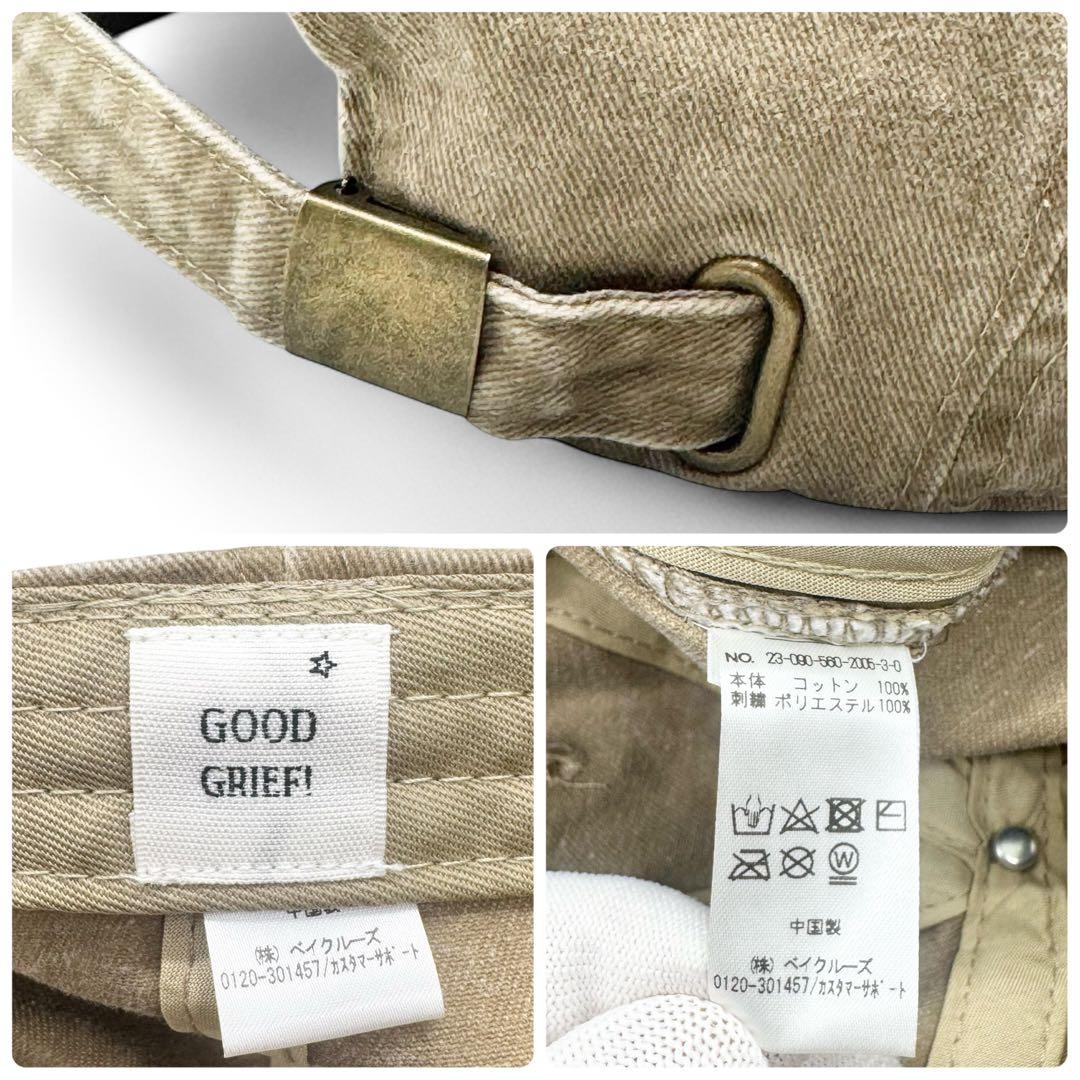 GOOD
GRIEF!
中国製
(株) ベイクルーズ
0120-301457/カスタマーサポート
NO. 23-090-560-2005-3-0
本体 コットン 100%
刺繍 ポリエステル 100%
W
中国製
(株) ベイクルーズ
0120-301457/カスタマーサポート